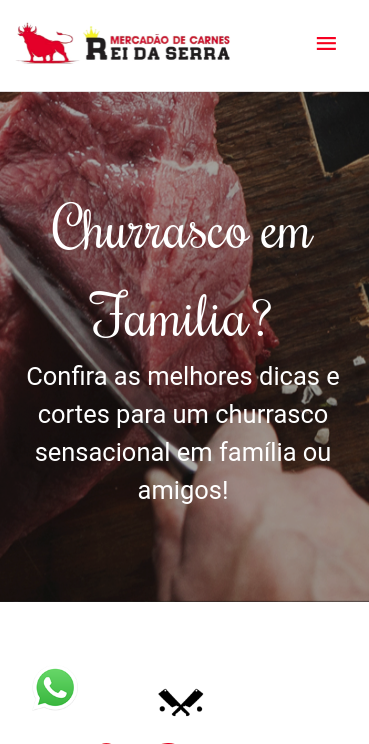 MERCADÃO DE CARNES
REI DA SERRA
Churrasco em
Familia?
Confira as melhores dicas e
cortes para um churrasco
sensacional em família ou
amigos!